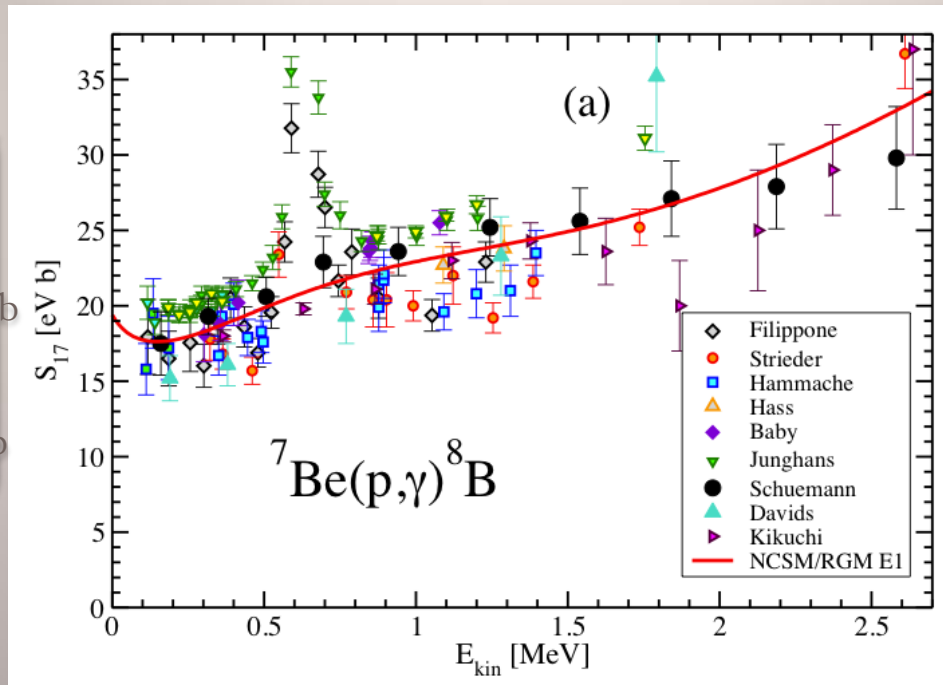 (a)
⁷Be(p,γ)⁸B
S₁₇ [eV b]
35
30
25
20
15
10
5
0
0
0.5
1
1.5
2
2.5
E_kin [MeV]
Filippone
Strieder
Hammache
Hass
Baby
Junghans
Schuemann
Davids
Kikuchi
NCSM/RGM E1
b